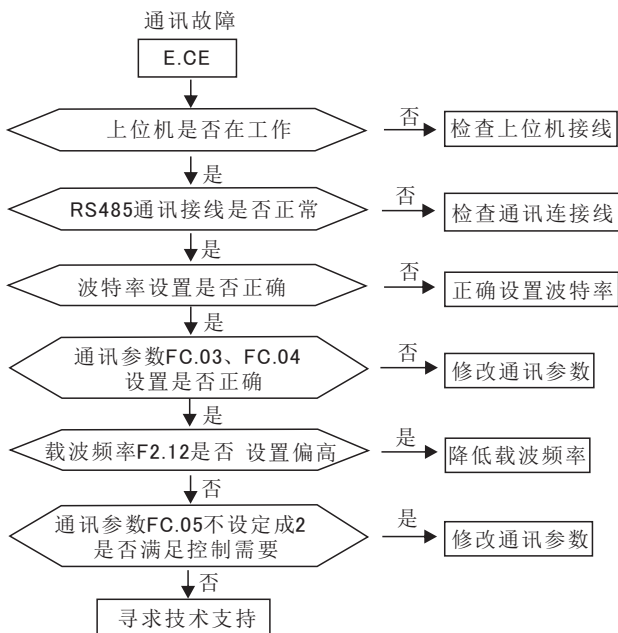 通讯故障
E.CE
上位机是否在工作
否
检查上位机接线
是
RS485通讯接线是否正常
否
检查通讯连接线
是
波特率设置是否正确
否
正确设置波特率
是
通讯参数FC.03、FC.04
设置是否正确
否
修改通讯参数
是
载波频率F2.12是否 设置偏高
是
降低载波频率
否
通讯参数FC.05不设定成2
是否满足控制需要
是
修改通讯参数
否
寻求技术支持